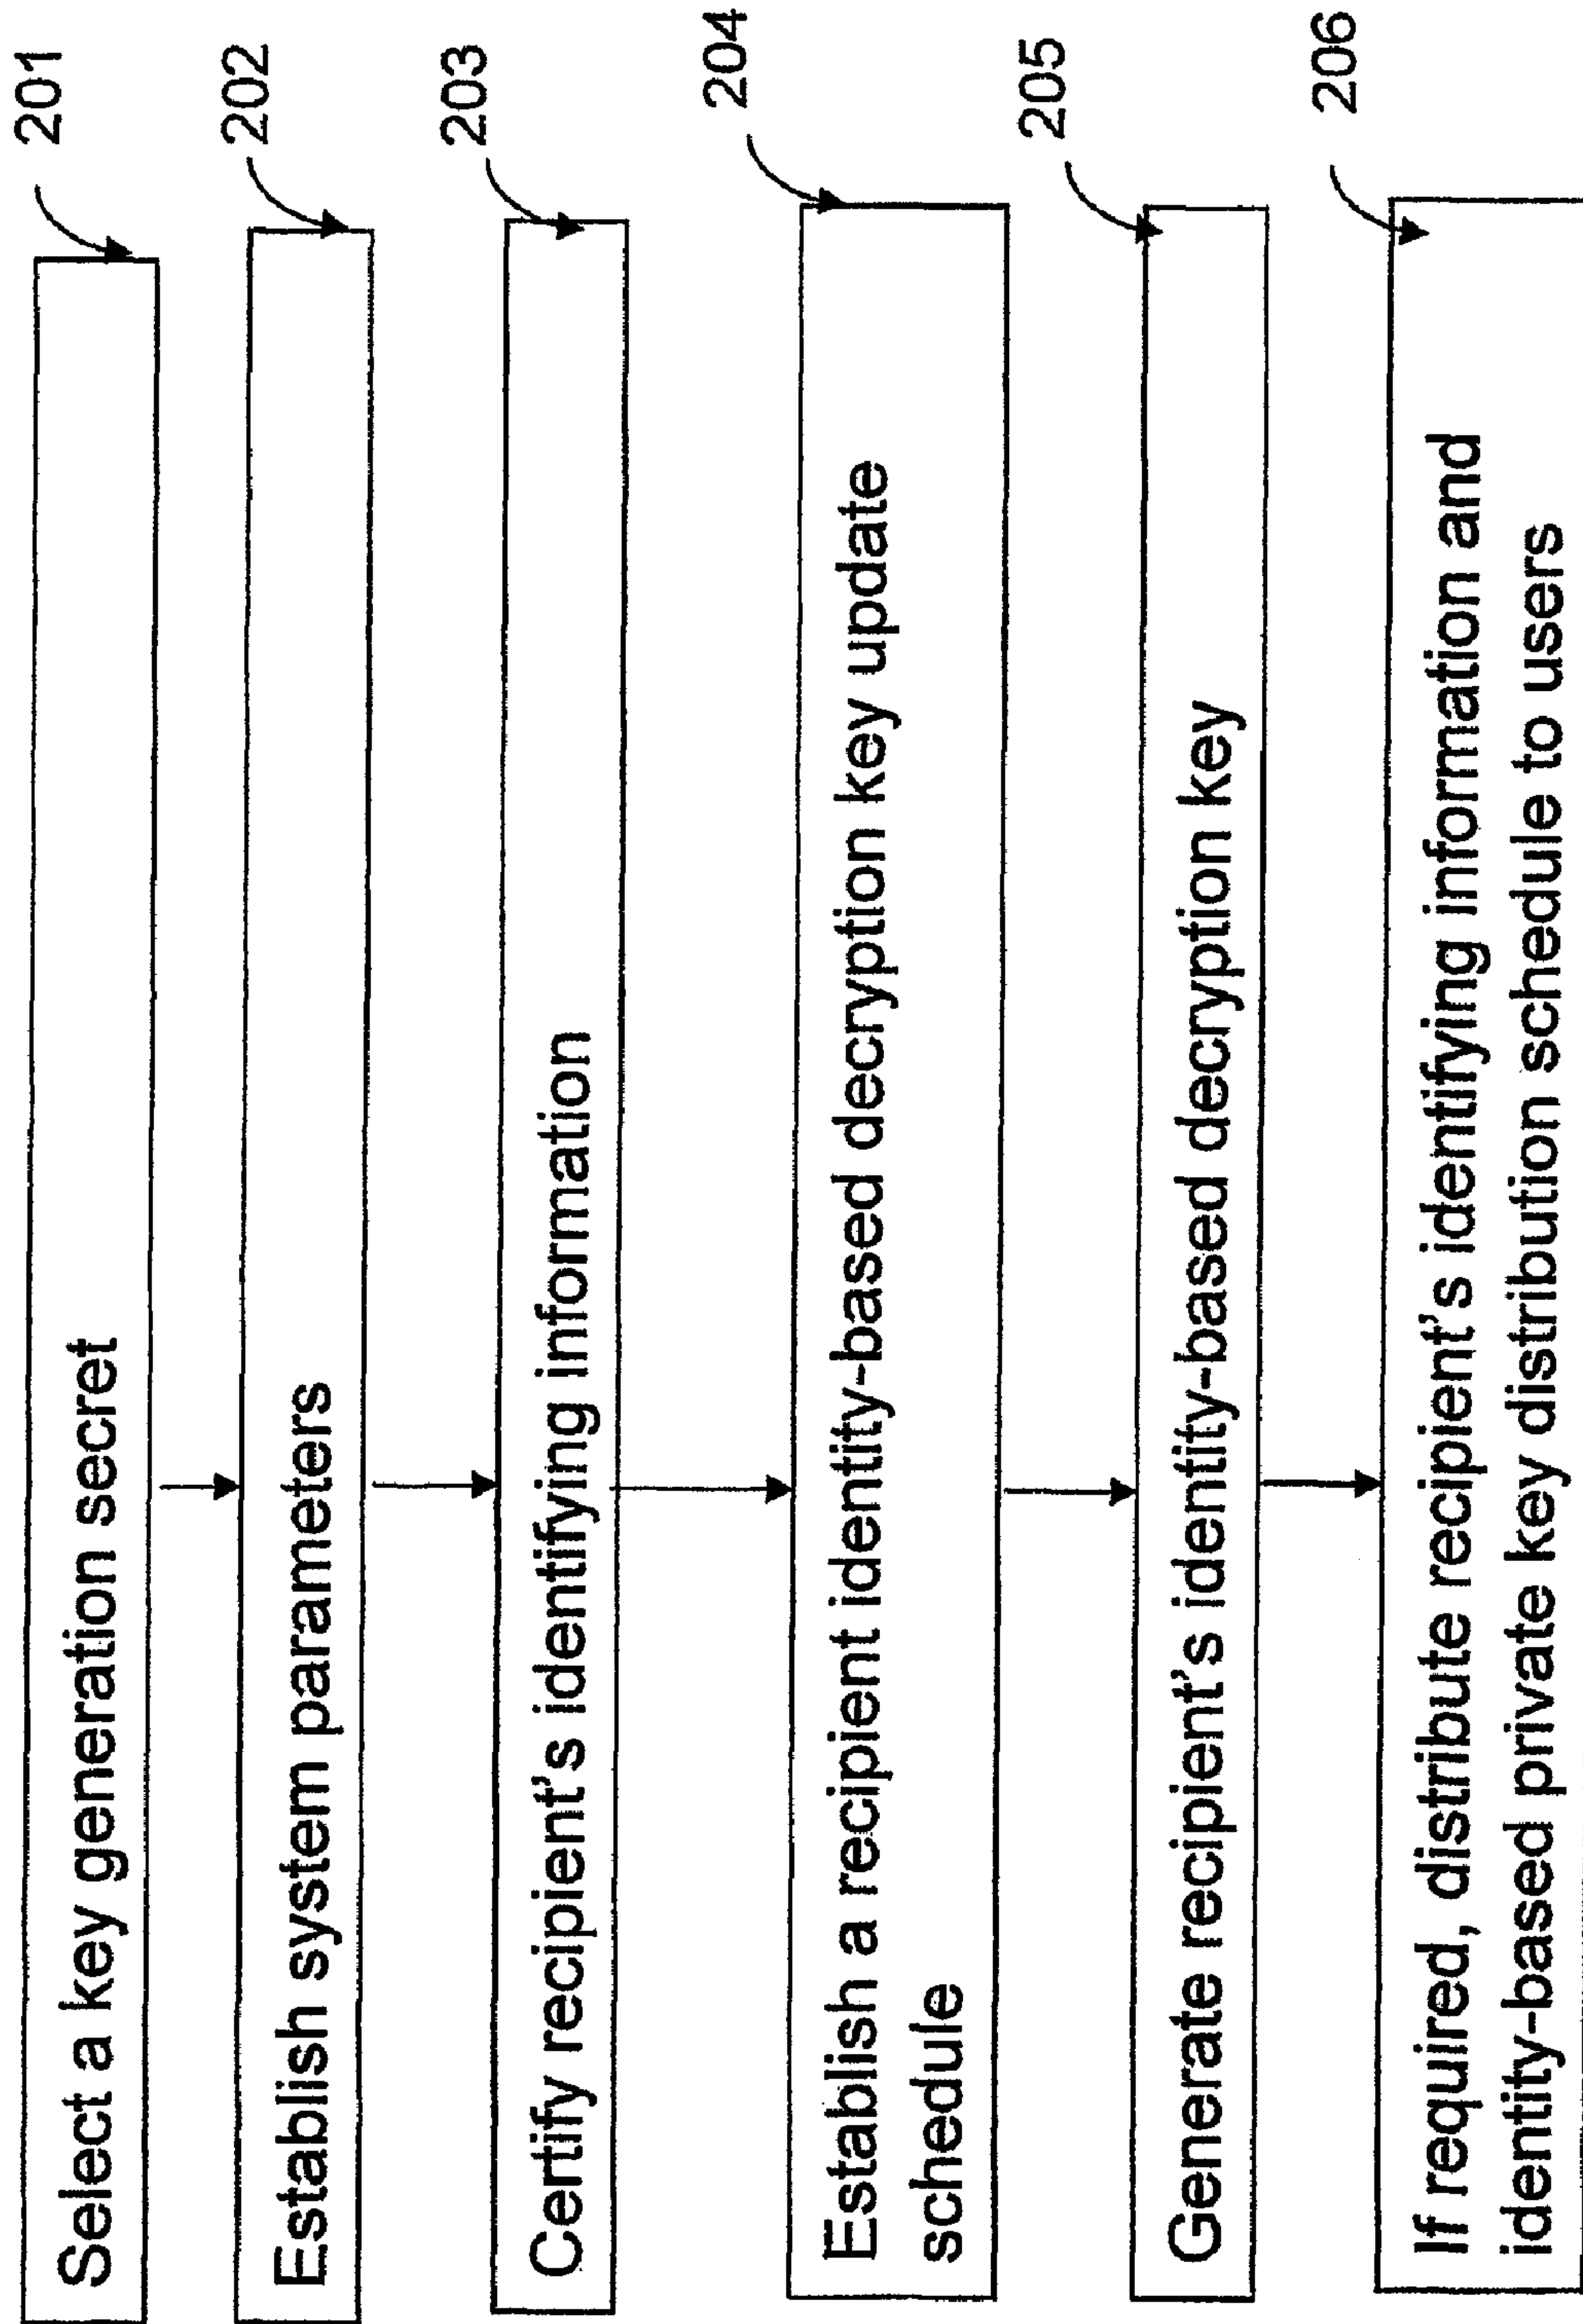 201
Select a key generation secret
202
Establish system parameters
203
Certify recipient's identifying information
204
Establish a recipient identity-based decryption key update
schedule
205
Generate recipient's identity-based decryption key
206
If required, distribute recipient's identifying information and
identity-based private key distribution schedule to users